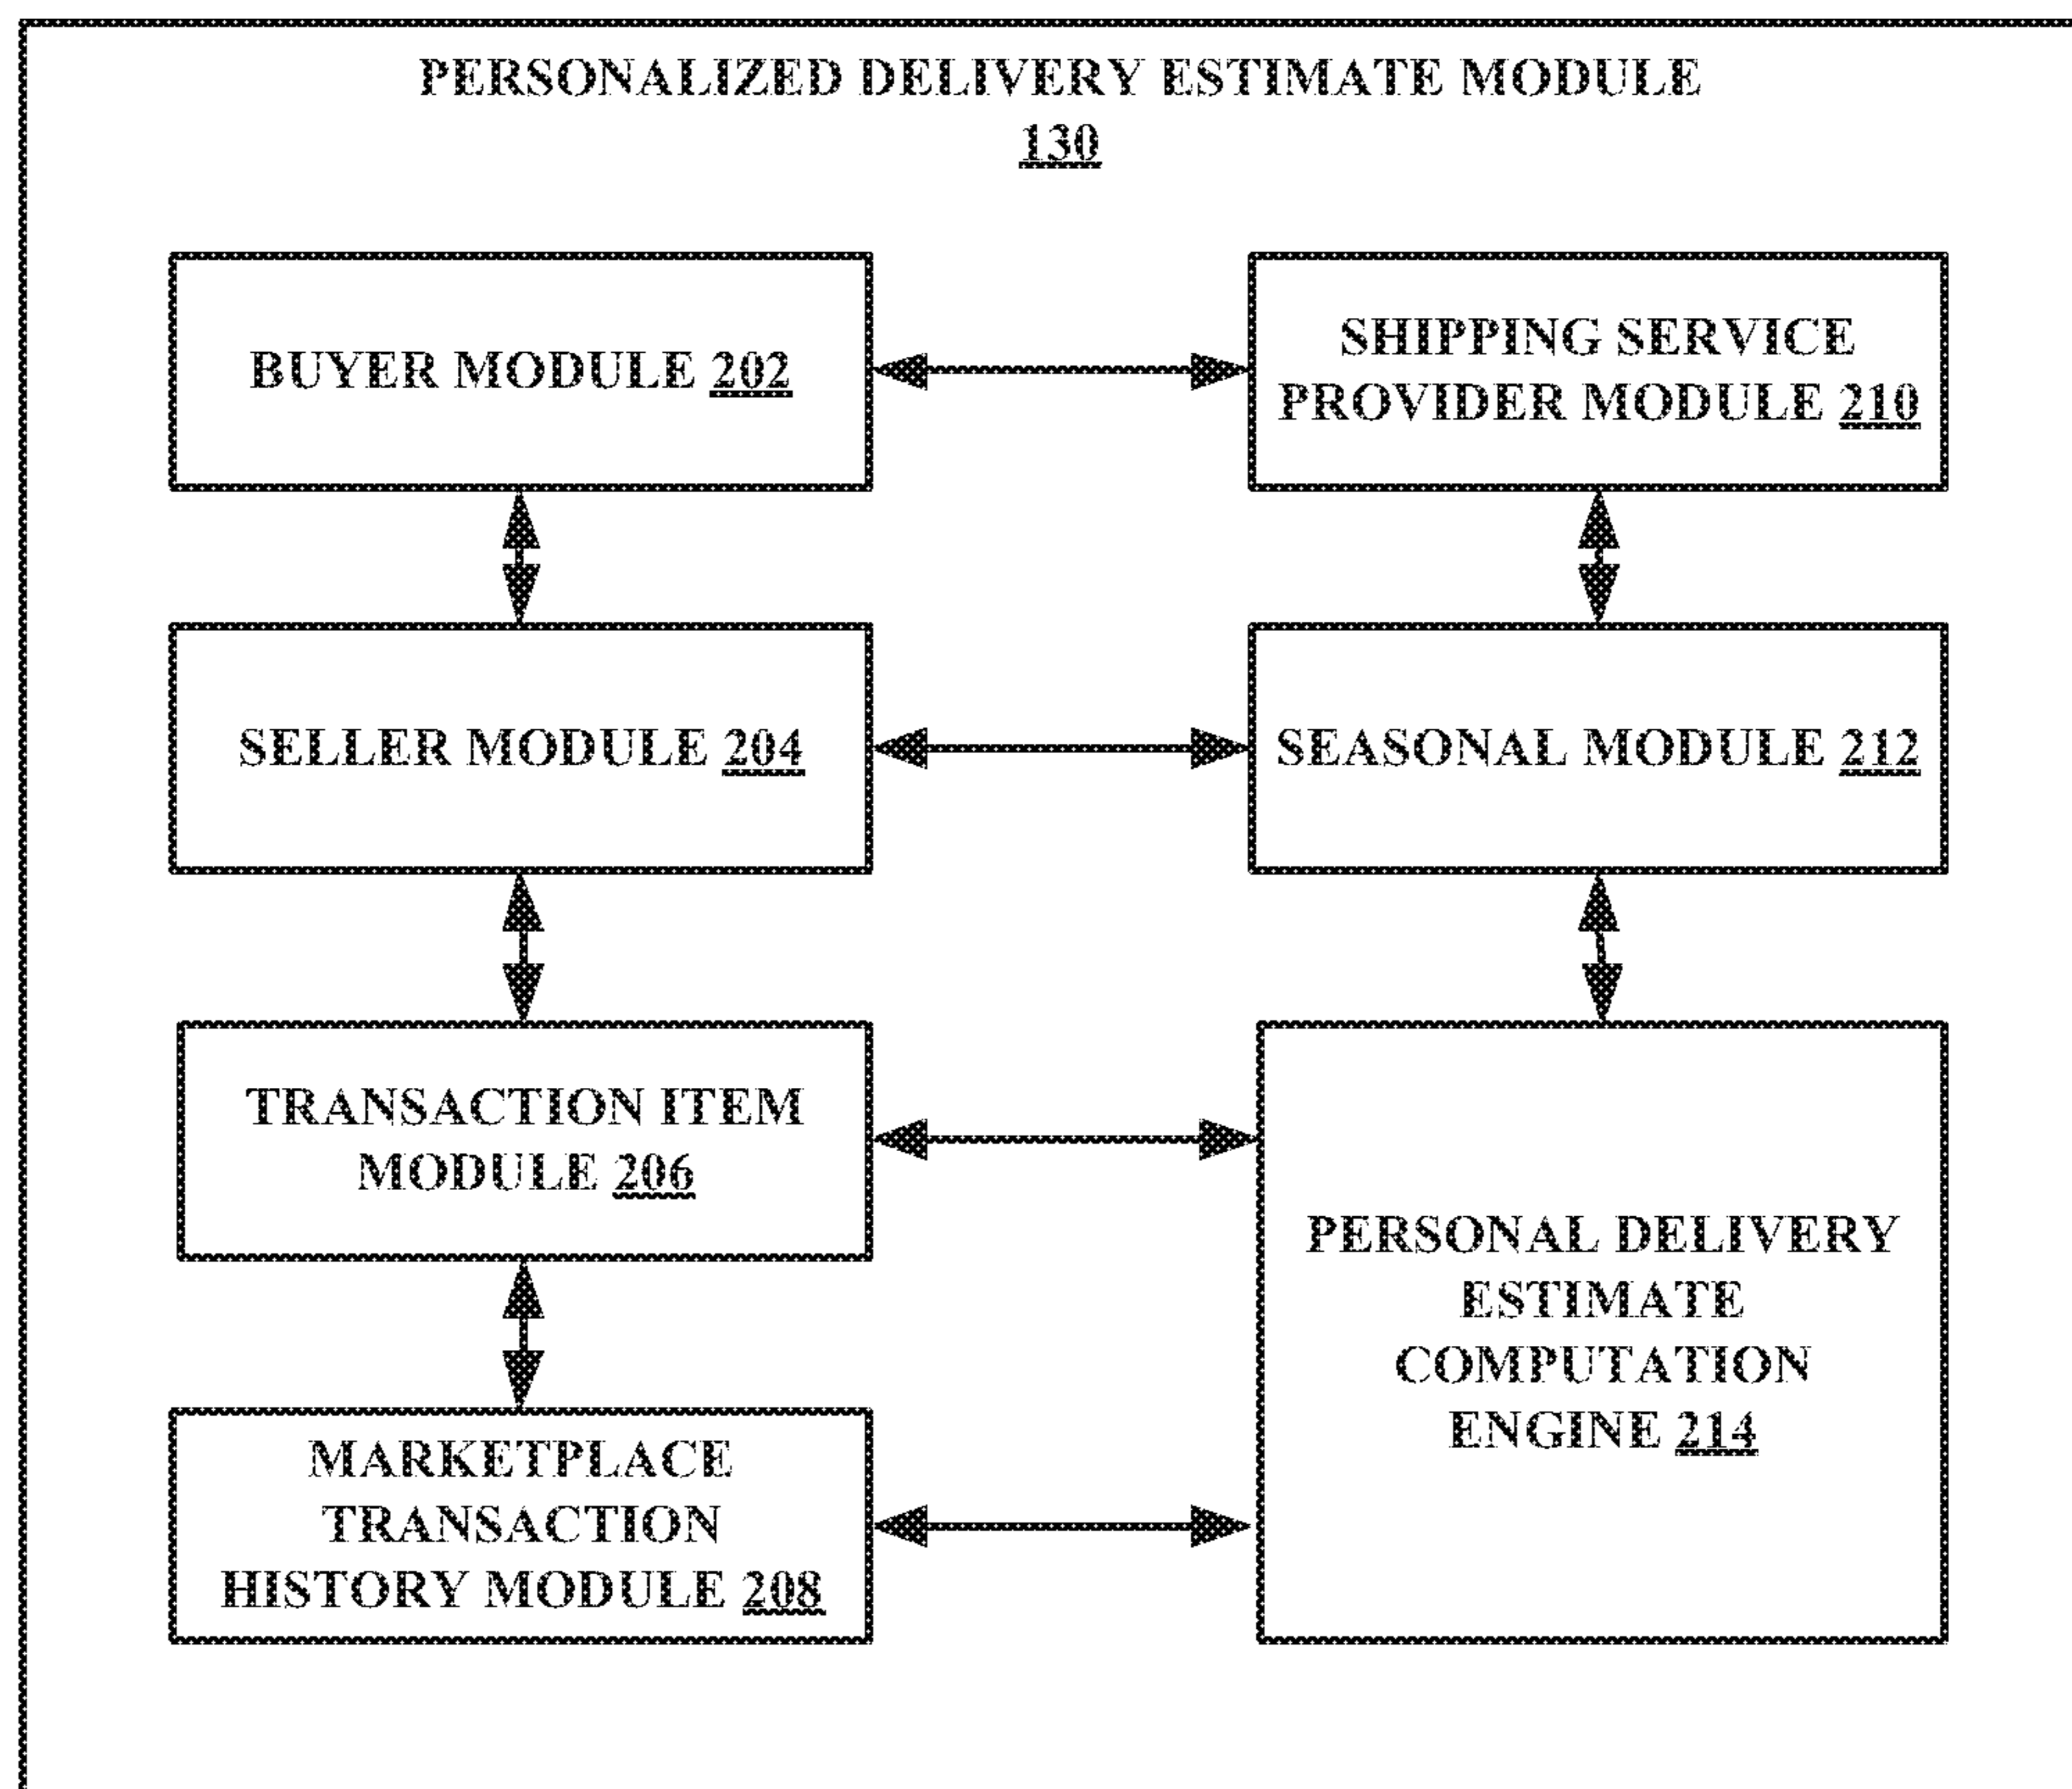 PERSONALIZED DELIVERY ESTIMATE MODULE
130
BUYER MODULE 202
SHIPPING SERVICE
PROVIDER MODULE 210
SELLER MODULE 204
SEASONAL MODULE 212
TRANSACTION ITEM
MODULE 206
PERSONAL DELIVERY
ESTIMATE
COMPUTATION
ENGINE 214
MARKETPLACE
TRANSACTION
HISTORY MODULE 208